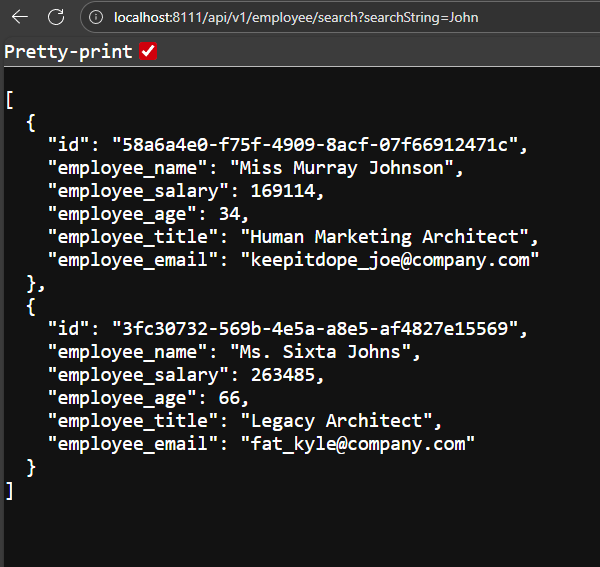 localhost:8111/api/v1/employee/search?searchString=John
Pretty-print
[
  {
    "id": "58a6a4e0-f75f-4909-8acf-07f66912471c",
    "employee_name": "Miss Murray Johnson",
    "employee_salary": 169114,
    "employee_age": 34,
    "employee_title": "Human Marketing Architect",
    "employee_email": "keepitdope_joe@company.com"
  },
  {
    "id": "3fc30732-569b-4e5a-a8e5-af4827e15569",
    "employee_name": "Ms. Sixta Johns",
    "employee_salary": 263485,
    "employee_age": 66,
    "employee_title": "Legacy Architect",
    "employee_email": "fat_kyle@company.com"
  }
]